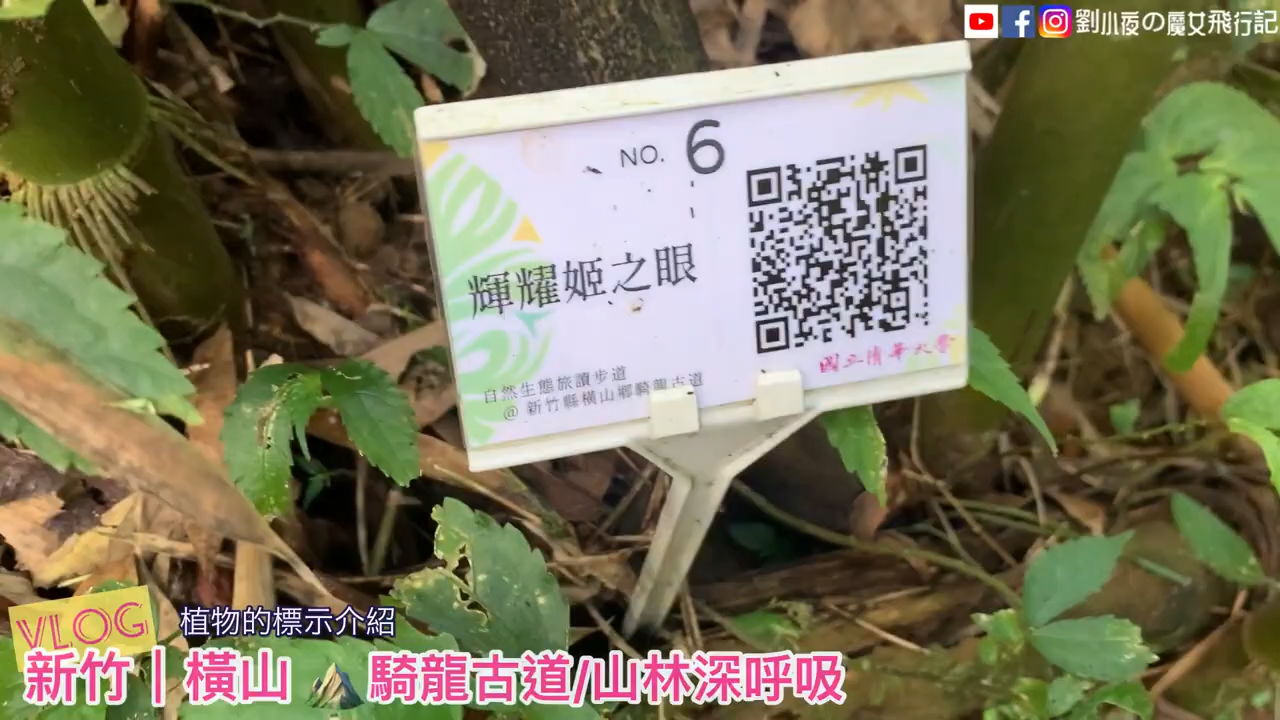 劉小夜の魔女飛行記
NO. 6
輝耀姬之眼
國立清華大學
自然生態旅讀步道
@ 新竹縣橫山鄉騎龍古道
VLOG
植物的標示介紹
新竹｜橫山 騎龍古道/山林深呼吸